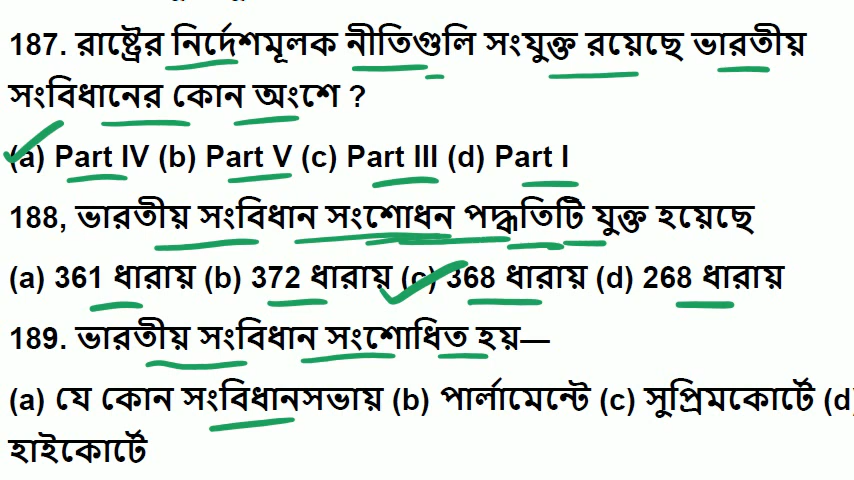 187. রাষ্ট্রের নির্দেশমূলক নীতিগুলি সংযুক্ত রয়েছে ভারতীয়
সংবিধানের কোন অংশে ?
(a) Part IV (b) Part V (c) Part III (d) Part I
188, ভারতীয় সংবিধান সংশোধন পদ্ধতিটি যুক্ত হয়েছে
(a) 361 ধারায় (b) 372 ধারায় (c) 368 ধারায় (d) 268 ধারায়
189. ভারতীয় সংবিধান সংশোধিত হয়—
(a) যে কোন সংবিধানসভায় (b) পার্লামেন্টে (c) সুপ্রিমকোর্টে (d)
হাইকোর্টে